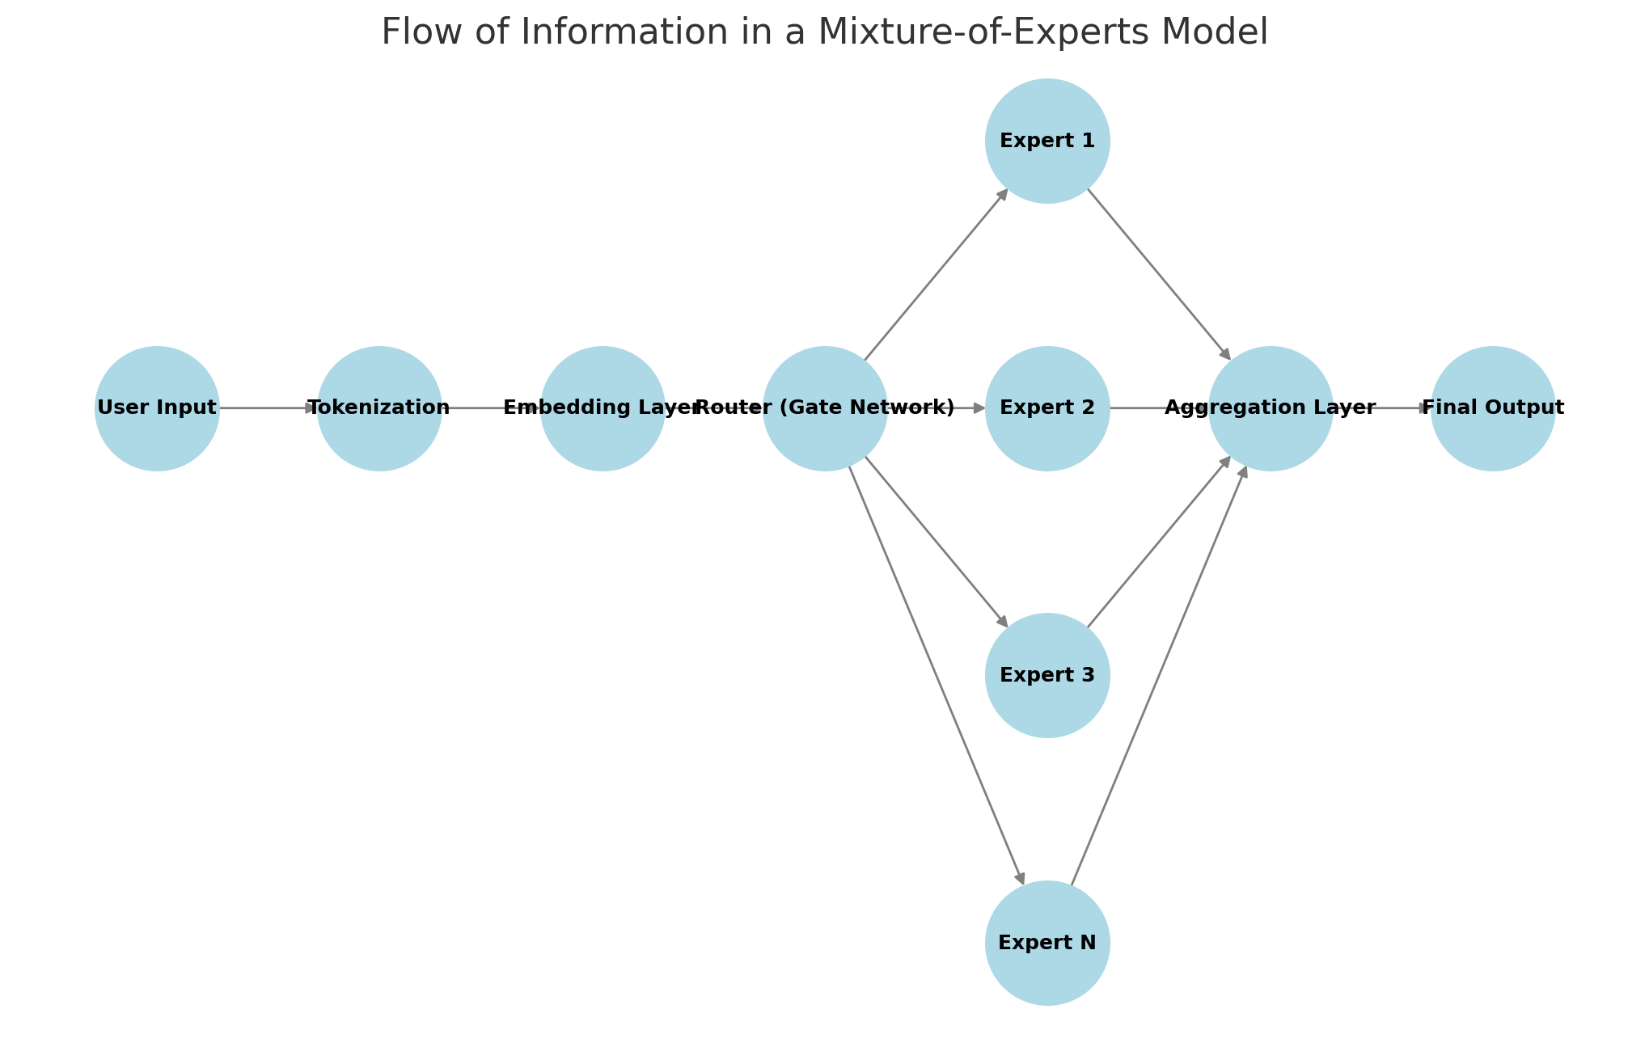 Flow of Information in a Mixture-of-Experts Model
Expert 1
User Input
Tokenization
Embedding Layer
Router (Gate Network)
Expert 2
Aggregation Layer
Final Output
Expert 3
Expert N